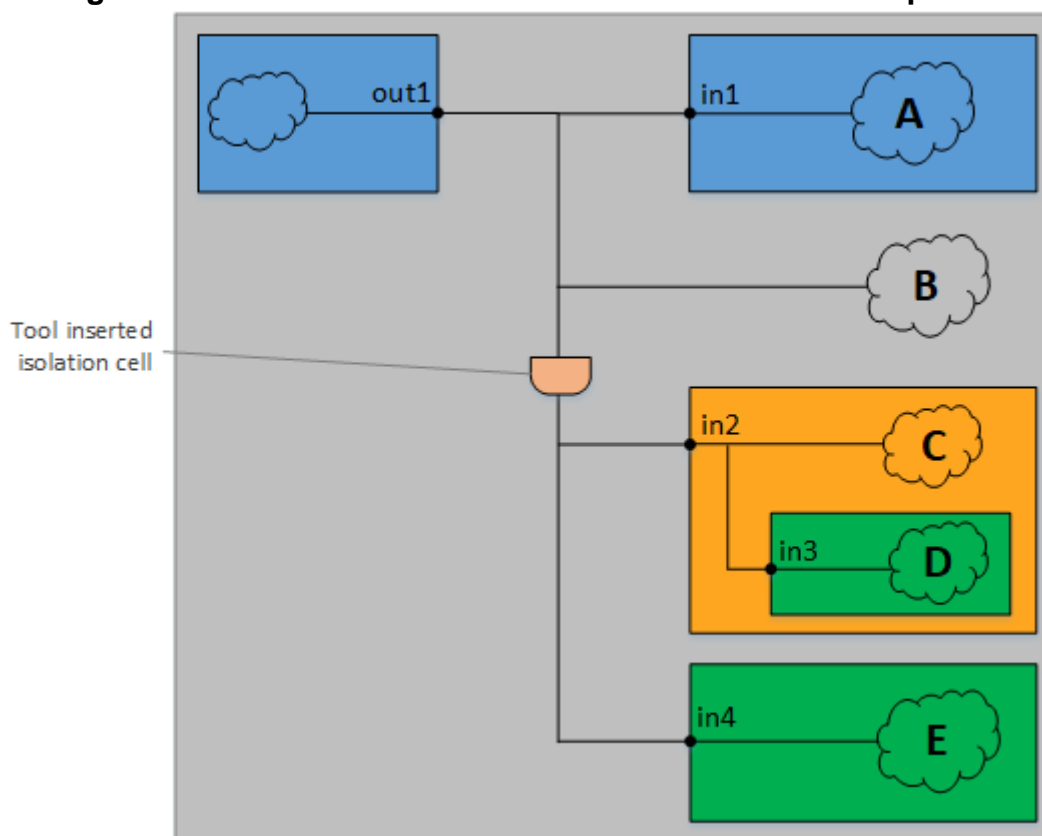 out1
in1
A
B
Tool inserted
isolation cell
in2
C
in3
D
in4
E